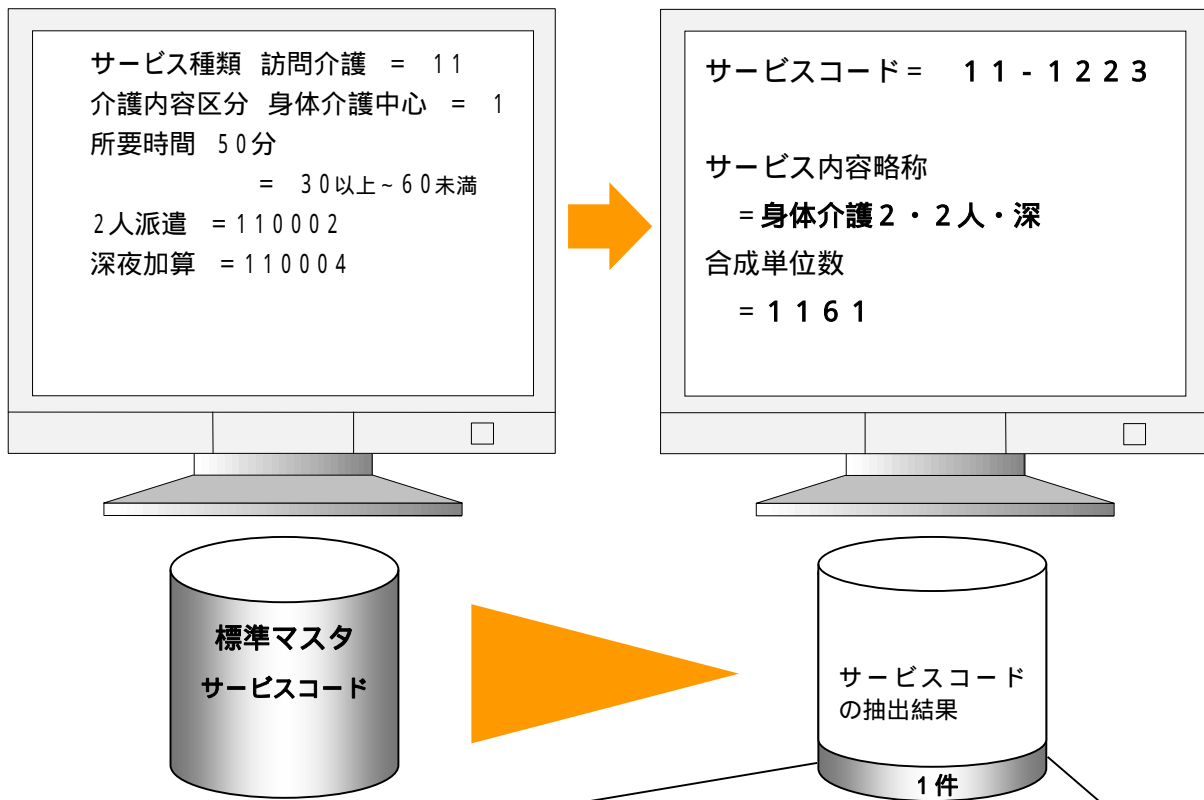 サービス種類 訪問介護 = 11
介護内容区分 身体介護中心 = 1
所要時間 50分
= 30以上~60未満
2人派遣 =110002
深夜加算 =110004
サービスコード= 11-1223
サービス内容略称
=身体介護2・2人・深
合成単位数
=1161
標準マスタ
サービスコード
サービスコード
の抽出結果
1件